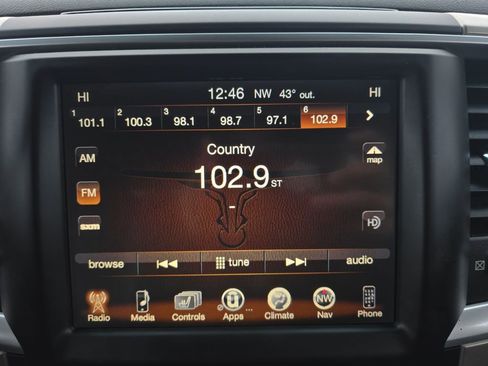 HI 12:46 NW 43° out. HI
1 101.1 2 100.3 3 98.1 4 98.7 5 97.1 6 102.9
AM Country map
FM 102.9 ST
-
sxm HD
browse tune audio
Radio Media Controls Apps ... Climate NW Nav Phone